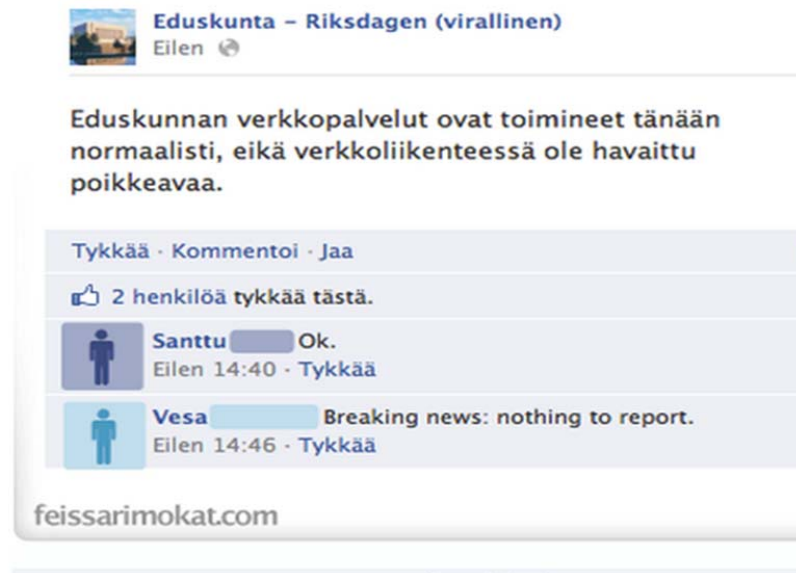 Eduskunta – Riksdagen (virallinen)
Eilen
Eduskunnan verkkopalvelut ovat toimineet tänään
normaalisti, eikä verkkoliikenteessä ole havaittu
poikkeavaa.
Tykkää · Kommentoi · Jaa
2 henkilöä tykkää tästä.
Santtu Ok.
Eilen 14:40 · Tykkää
Vesa Breaking news: nothing to report.
Eilen 14:46 · Tykkää
feissarimokat.com